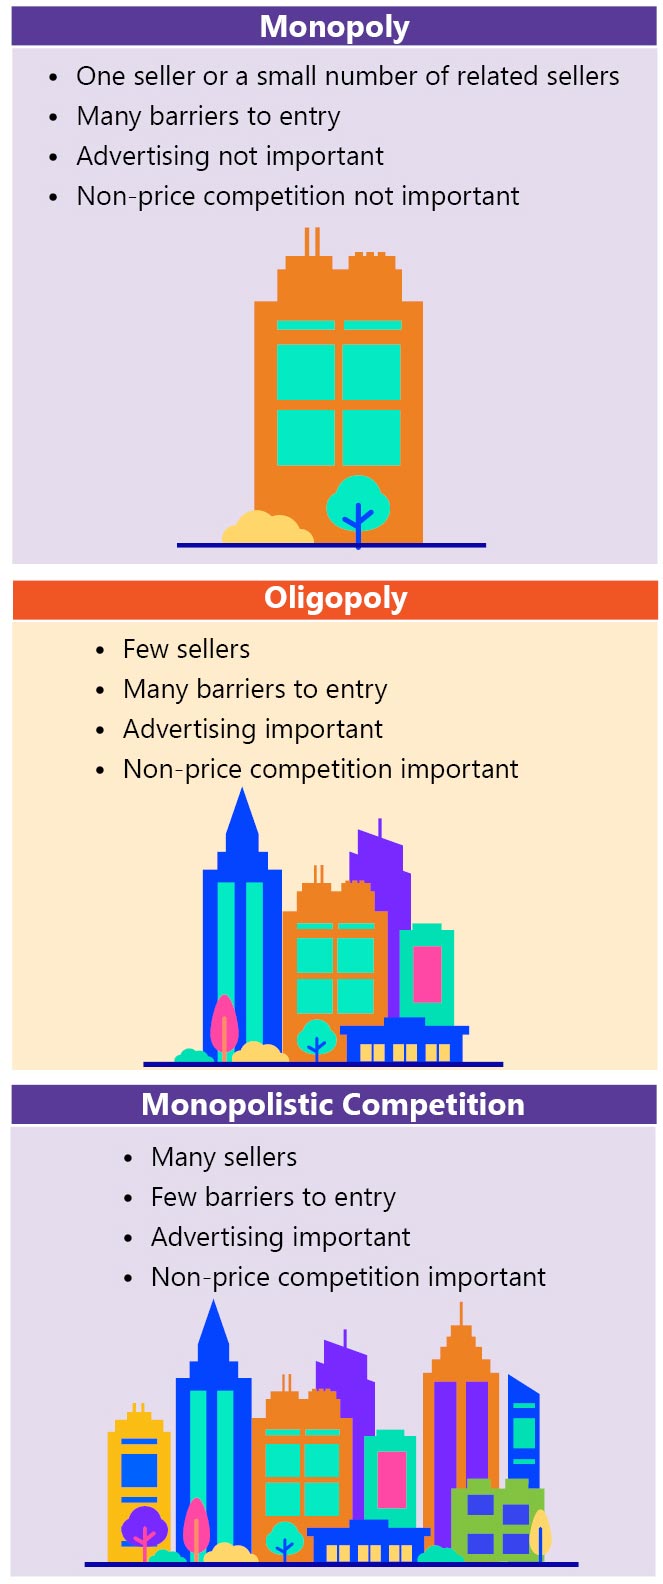 Monopoly
• One seller or a small number of related sellers
• Many barriers to entry
• Advertising not important
• Non-price competition not important
Oligopoly
• Few sellers
• Many barriers to entry
• Advertising important
• Non-price competition important
Monopolistic Competition
• Many sellers
• Few barriers to entry
• Advertising important
• Non-price competition important